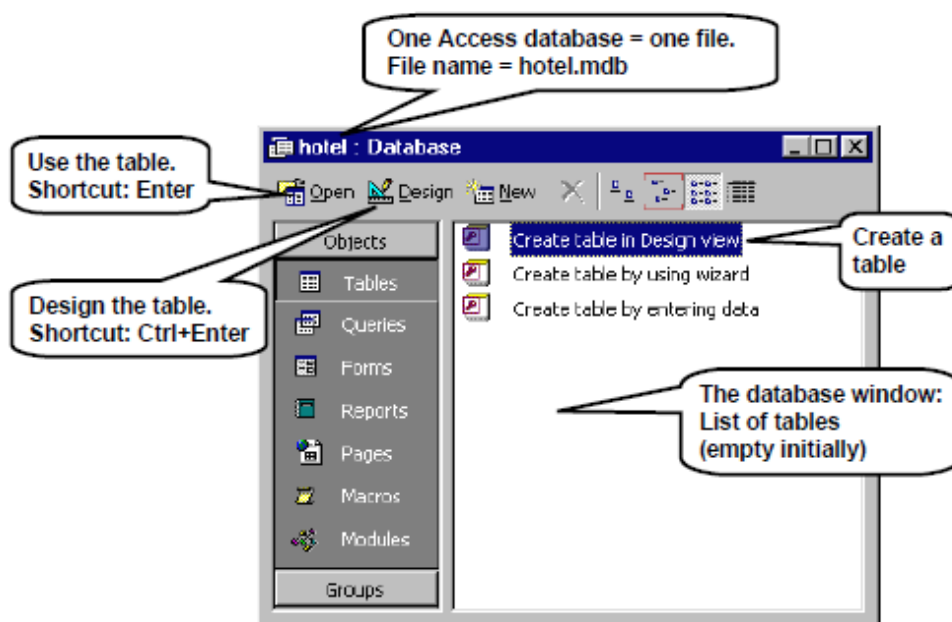 One Access database = one file.
File name = hotel.mdb
hotel : Database
Use the table.
Shortcut: Enter
Open Design New
Objects
Create table in Design view
Create a
table
Tables
Create table by using wizard
Design the table.
Shortcut: Ctrl+Enter
Queries
Create table by entering data
Forms
Reports
The database window:
List of tables
(empty initially)
Pages
Macros
Modules
Groups